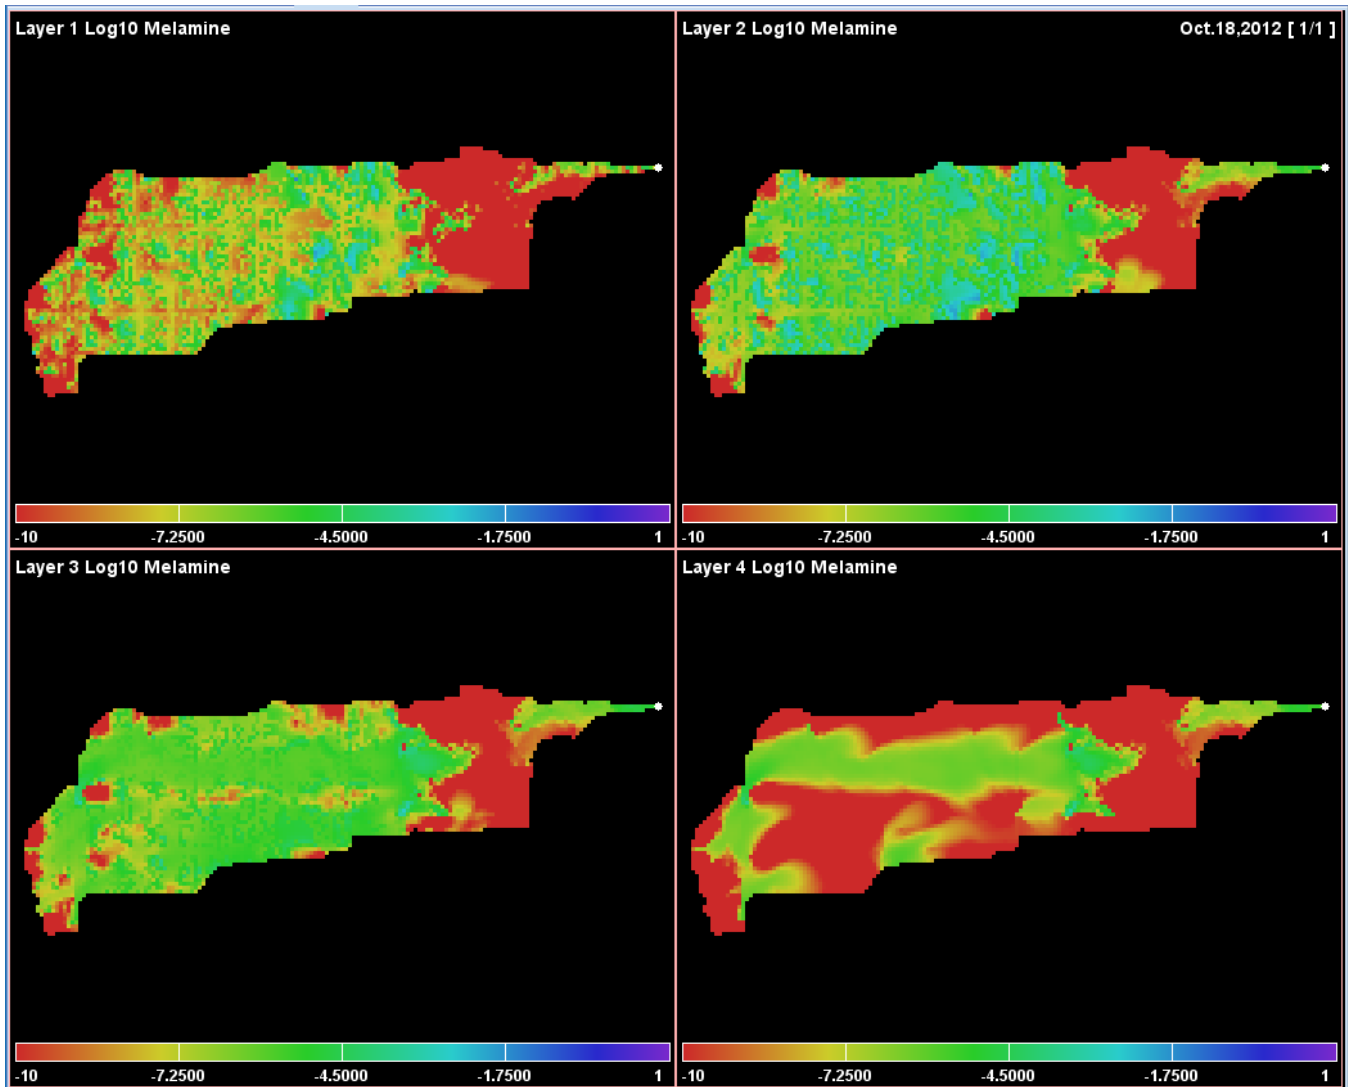 Layer 1 Log10 Melamine
Layer 2 Log10 Melamine Oct.18,2012 [ 1/1 ]
-10 -7.2500 -4.5000 -1.7500 1
-10 -7.2500 -4.5000 -1.7500 1
Layer 3 Log10 Melamine
Layer 4 Log10 Melamine
-10 -7.2500 -4.5000 -1.7500 1
-10 -7.2500 -4.5000 -1.7500 1